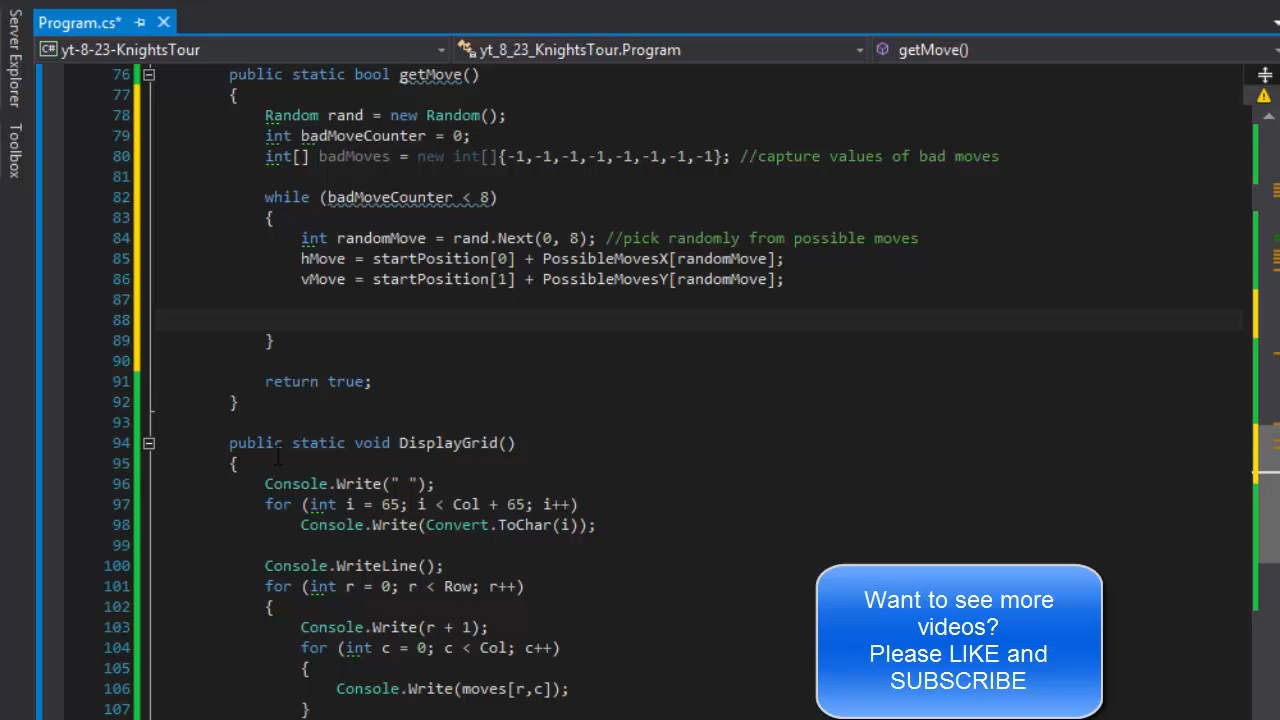 Program.cs*
yt-8-23-KnightsTour
yt_8_23_KnightsTour.Program
getMove()
Server Explorer
Toolbox
76 public static bool getMove()
77 {
78 Random rand = new Random();
79 int badMoveCounter = 0;
80 int[] badMoves = new int[]{-1,-1,-1,-1,-1,-1,-1,-1}; //capture values of bad moves
81
82 while (badMoveCounter < 8)
83 {
84 int randomMove = rand.Next(0, 8); //pick randomly from possible moves
85 hMove = startPosition[0] + PossibleMovesX[randomMove];
86 vMove = startPosition[1] + PossibleMovesY[randomMove];
87
88
89 }
90
91 return true;
92 }
93
94 public static void DisplayGrid()
95 {
96 Console.Write(" ");
97 for (int i = 65; i < Col + 65; i++)
98 Console.Write(Convert.ToChar(i));
99
100 Console.WriteLine();
101 for (int r = 0; r < Row; r++)
102 {
103 Console.Write(r + 1);
104 for (int c = 0; c < Col; c++)
105 {
106 Console.Write(moves[r,c]);
107 }
Want to see more
videos?
Please LIKE and
SUBSCRIBE